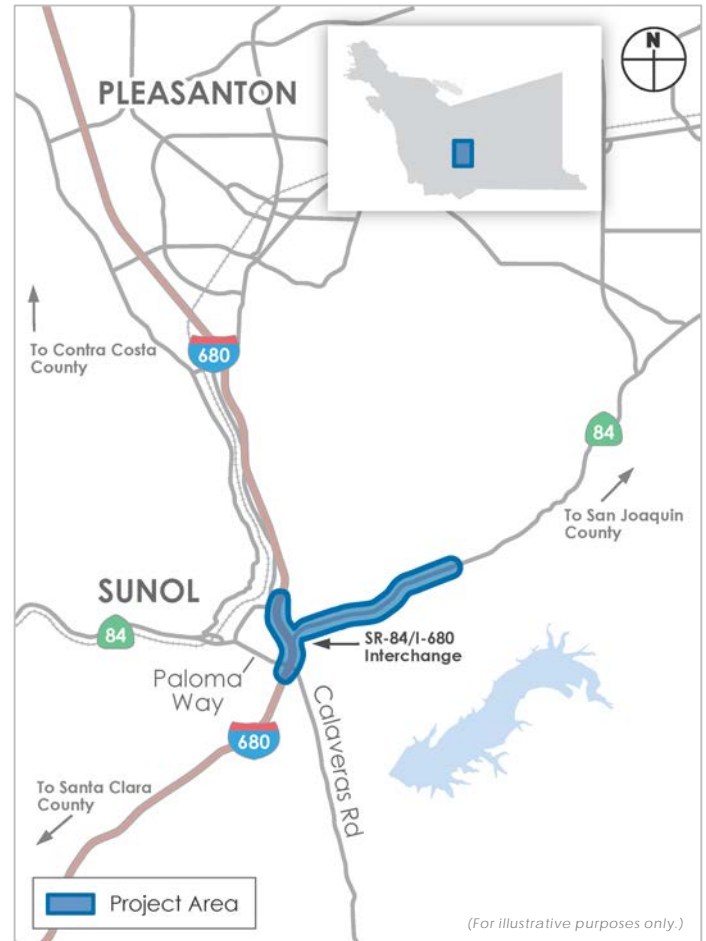 N
PLEASANTON
680
To Contra Costa
County
84
To San Joaquin
County
SUNOL
84
SR-84/I-680
Interchange
Paloma
Way
Calaveras Rd
680
To Santa Clara
County
Project Area
(For illustrative purposes only.)